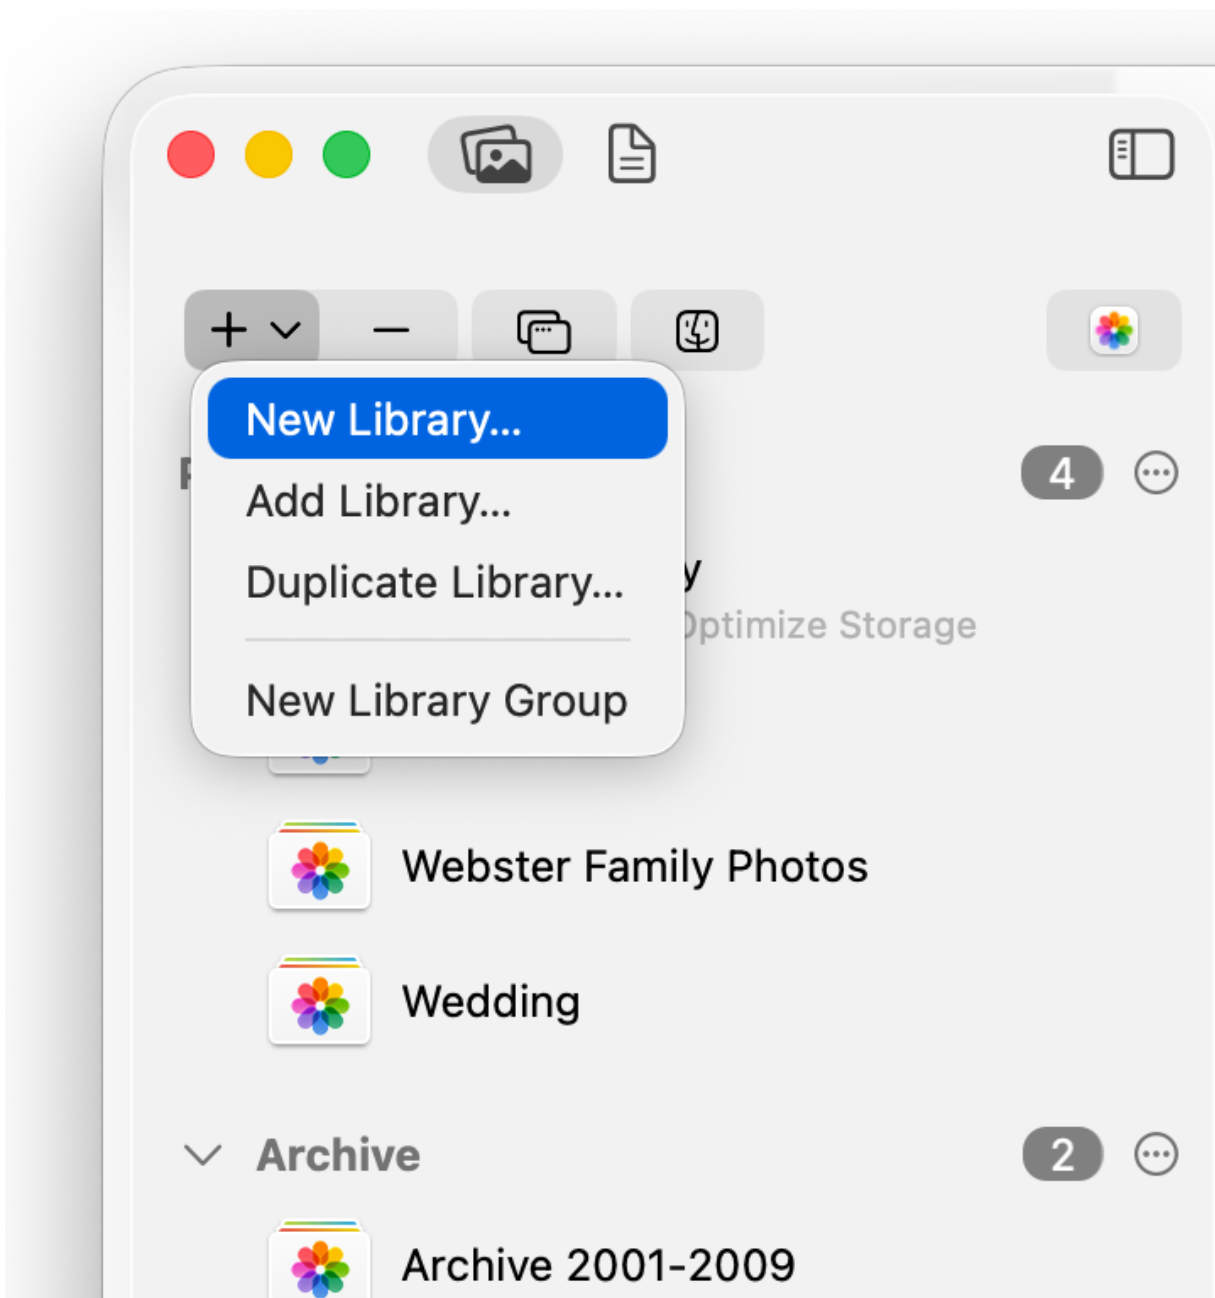 New Library...
4
Add Library...
Duplicate Library...
Optimize Storage
New Library Group
Webster Family Photos
Wedding
Archive
2
Archive 2001-2009